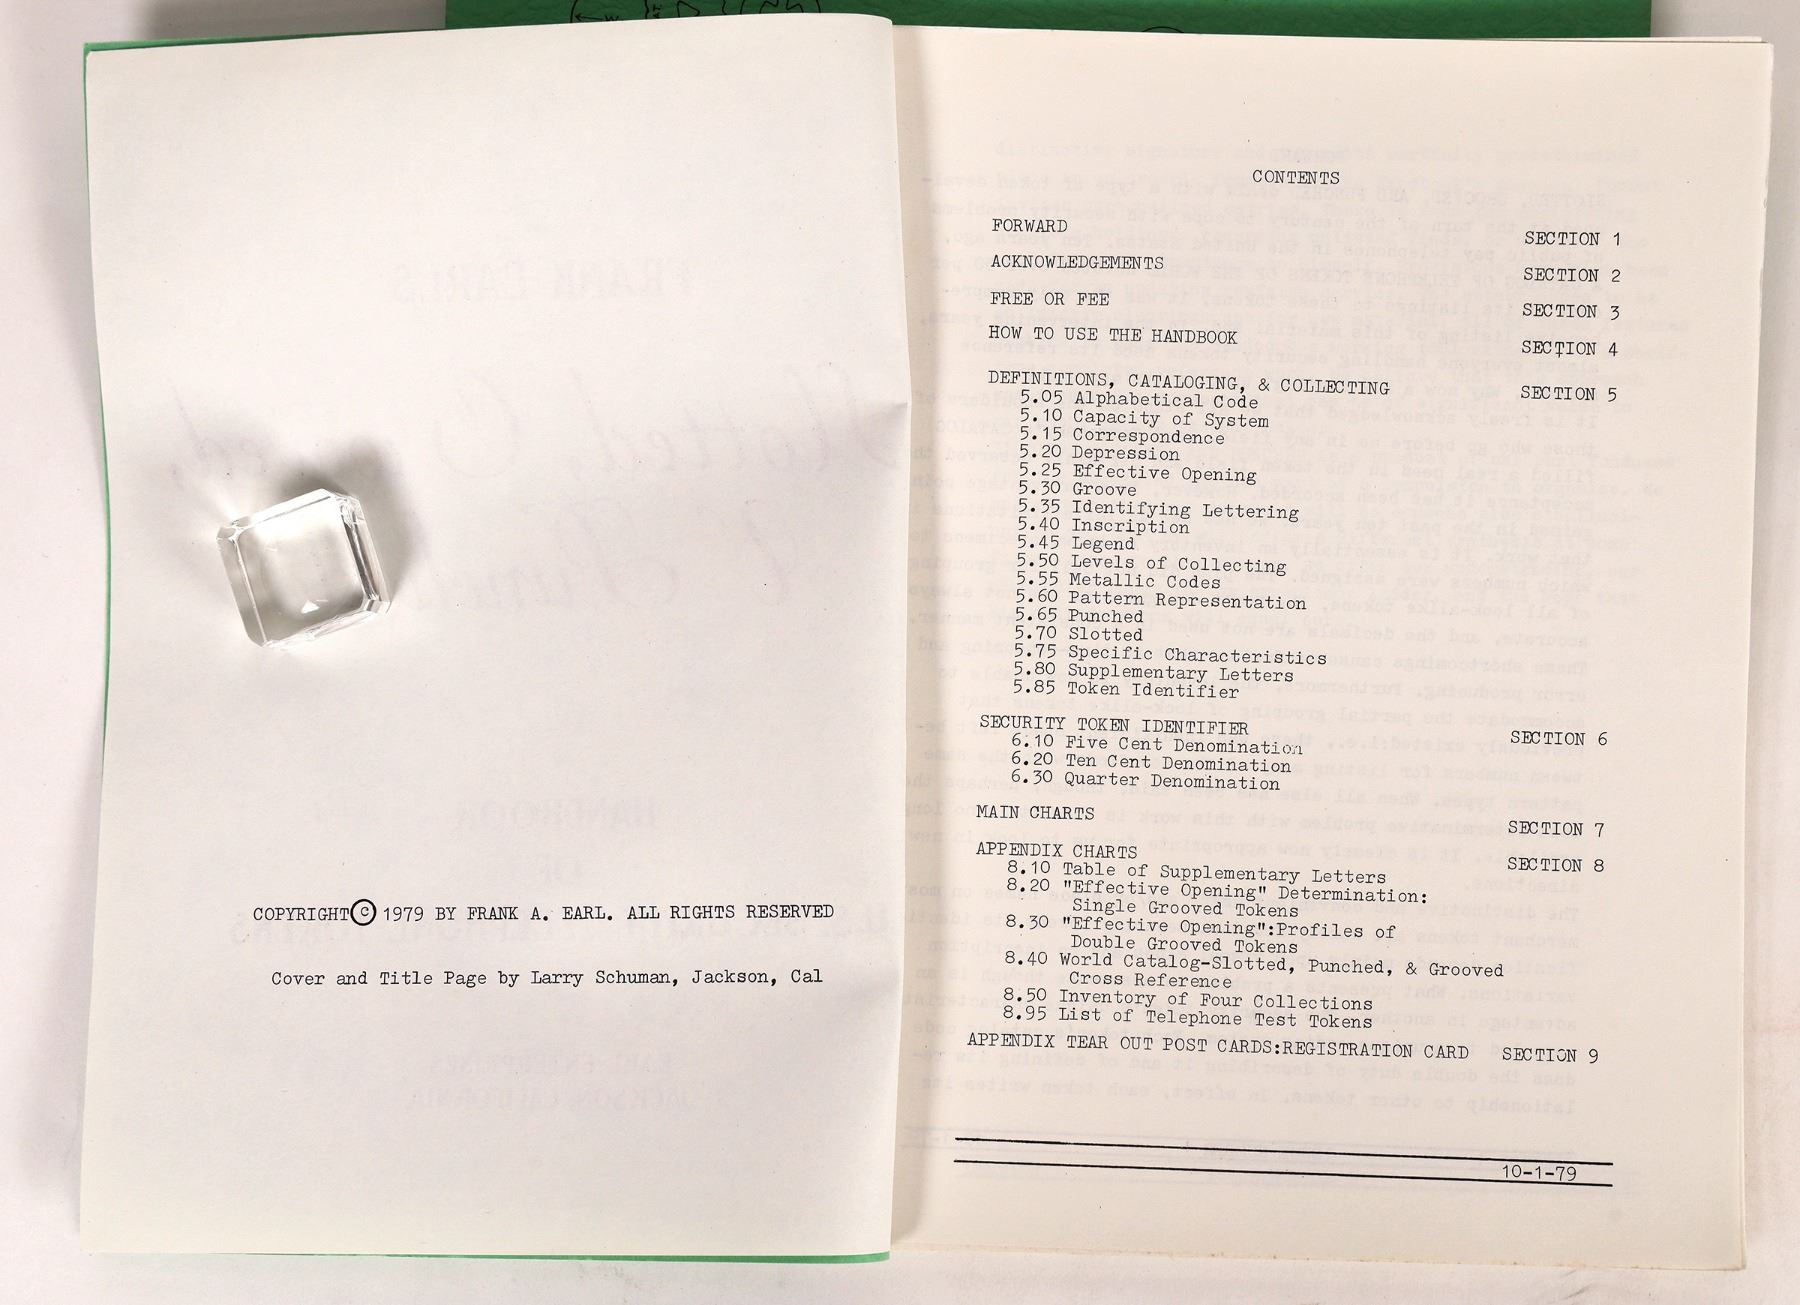 COPYRIGHT © 1979 BY FRANK A. EARL. ALL RIGHTS RESERVED
Cover and Title Page by Larry Schuman, Jackson, Cal
CONTENTS
FORWARD SECTION 1
ACKNOWLEDGEMENTS SECTION 2
FREE OR FEE SECTION 3
HOW TO USE THE HANDBOOK SECTION 4
DEFINITIONS, CATALOGING, & COLLECTING SECTION 5
5.05 Alphabetical Code
5.10 Capacity of System
5.15 Correspondence
5.20 Depression
5.25 Effective Opening
5.30 Groove
5.35 Identifying Lettering
5.40 Inscription
5.45 Legend
5.50 Levels of Collecting
5.55 Metallic Codes
5.60 Pattern Representation
5.65 Punched
5.70 Slotted
5.75 Specific Characteristics
5.80 Supplementary Letters
5.85 Token Identifier
SECURITY TOKEN IDENTIFIER SECTION 6
6.10 Five Cent Denomination
6.20 Ten Cent Denomination
6.30 Quarter Denomination
MAIN CHARTS SECTION 7
APPENDIX CHARTS SECTION 8
8.10 Table of Supplementary Letters
8.20 "Effective Opening" Determination:
Single Grooved Tokens
8.30 "Effective Opening":Profiles of
Double Grooved Tokens
8.40 World Catalog-Slotted, Punched, & Grooved
Cross Reference
8.50 Inventory of Four Collections
8.95 List of Telephone Test Tokens
APPENDIX TEAR OUT POST CARDS:REGISTRATION CARD SECTION 9
10-1-79